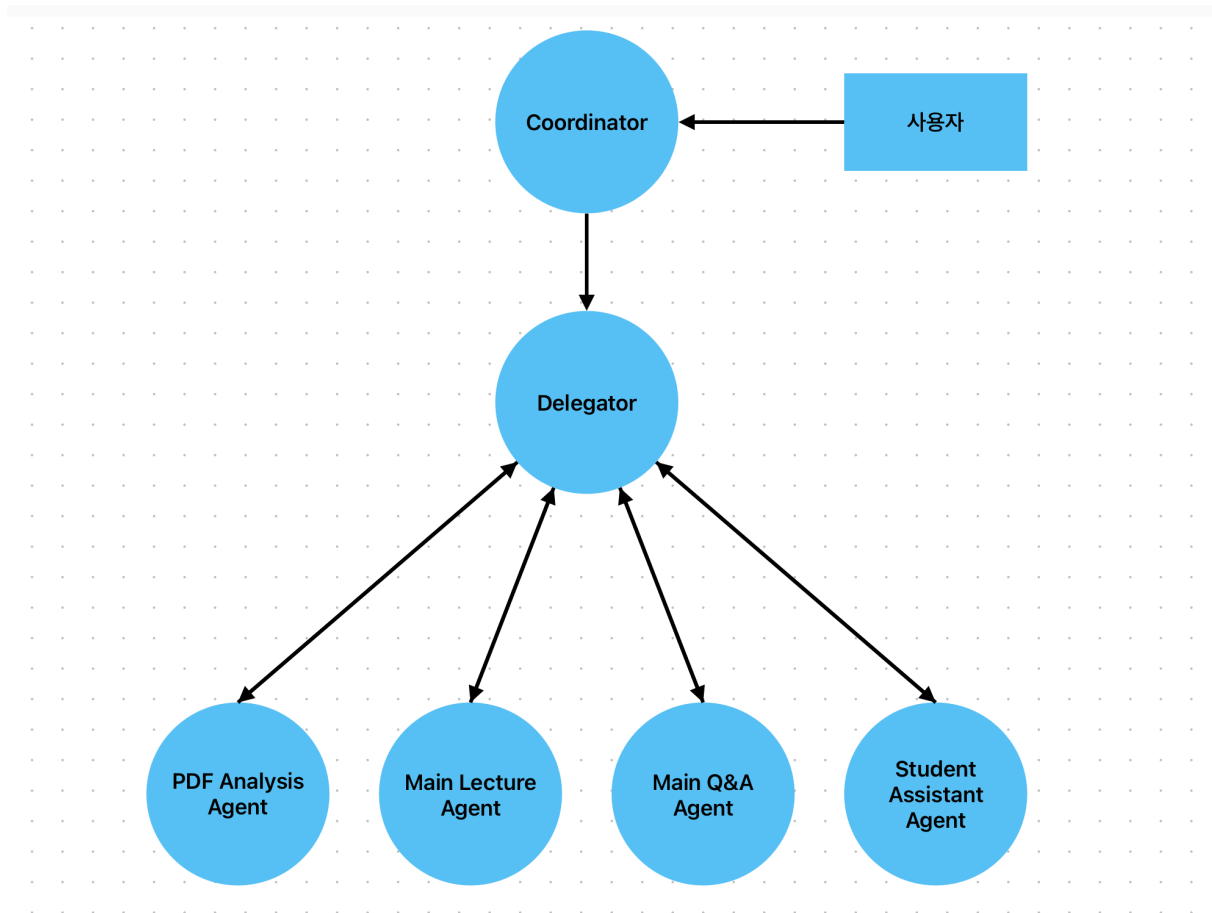 Coordinator
사용자
Delegator
PDF Analysis
Agent
Main Lecture
Agent
Main Q&A
Agent
Student
Assistant
Agent